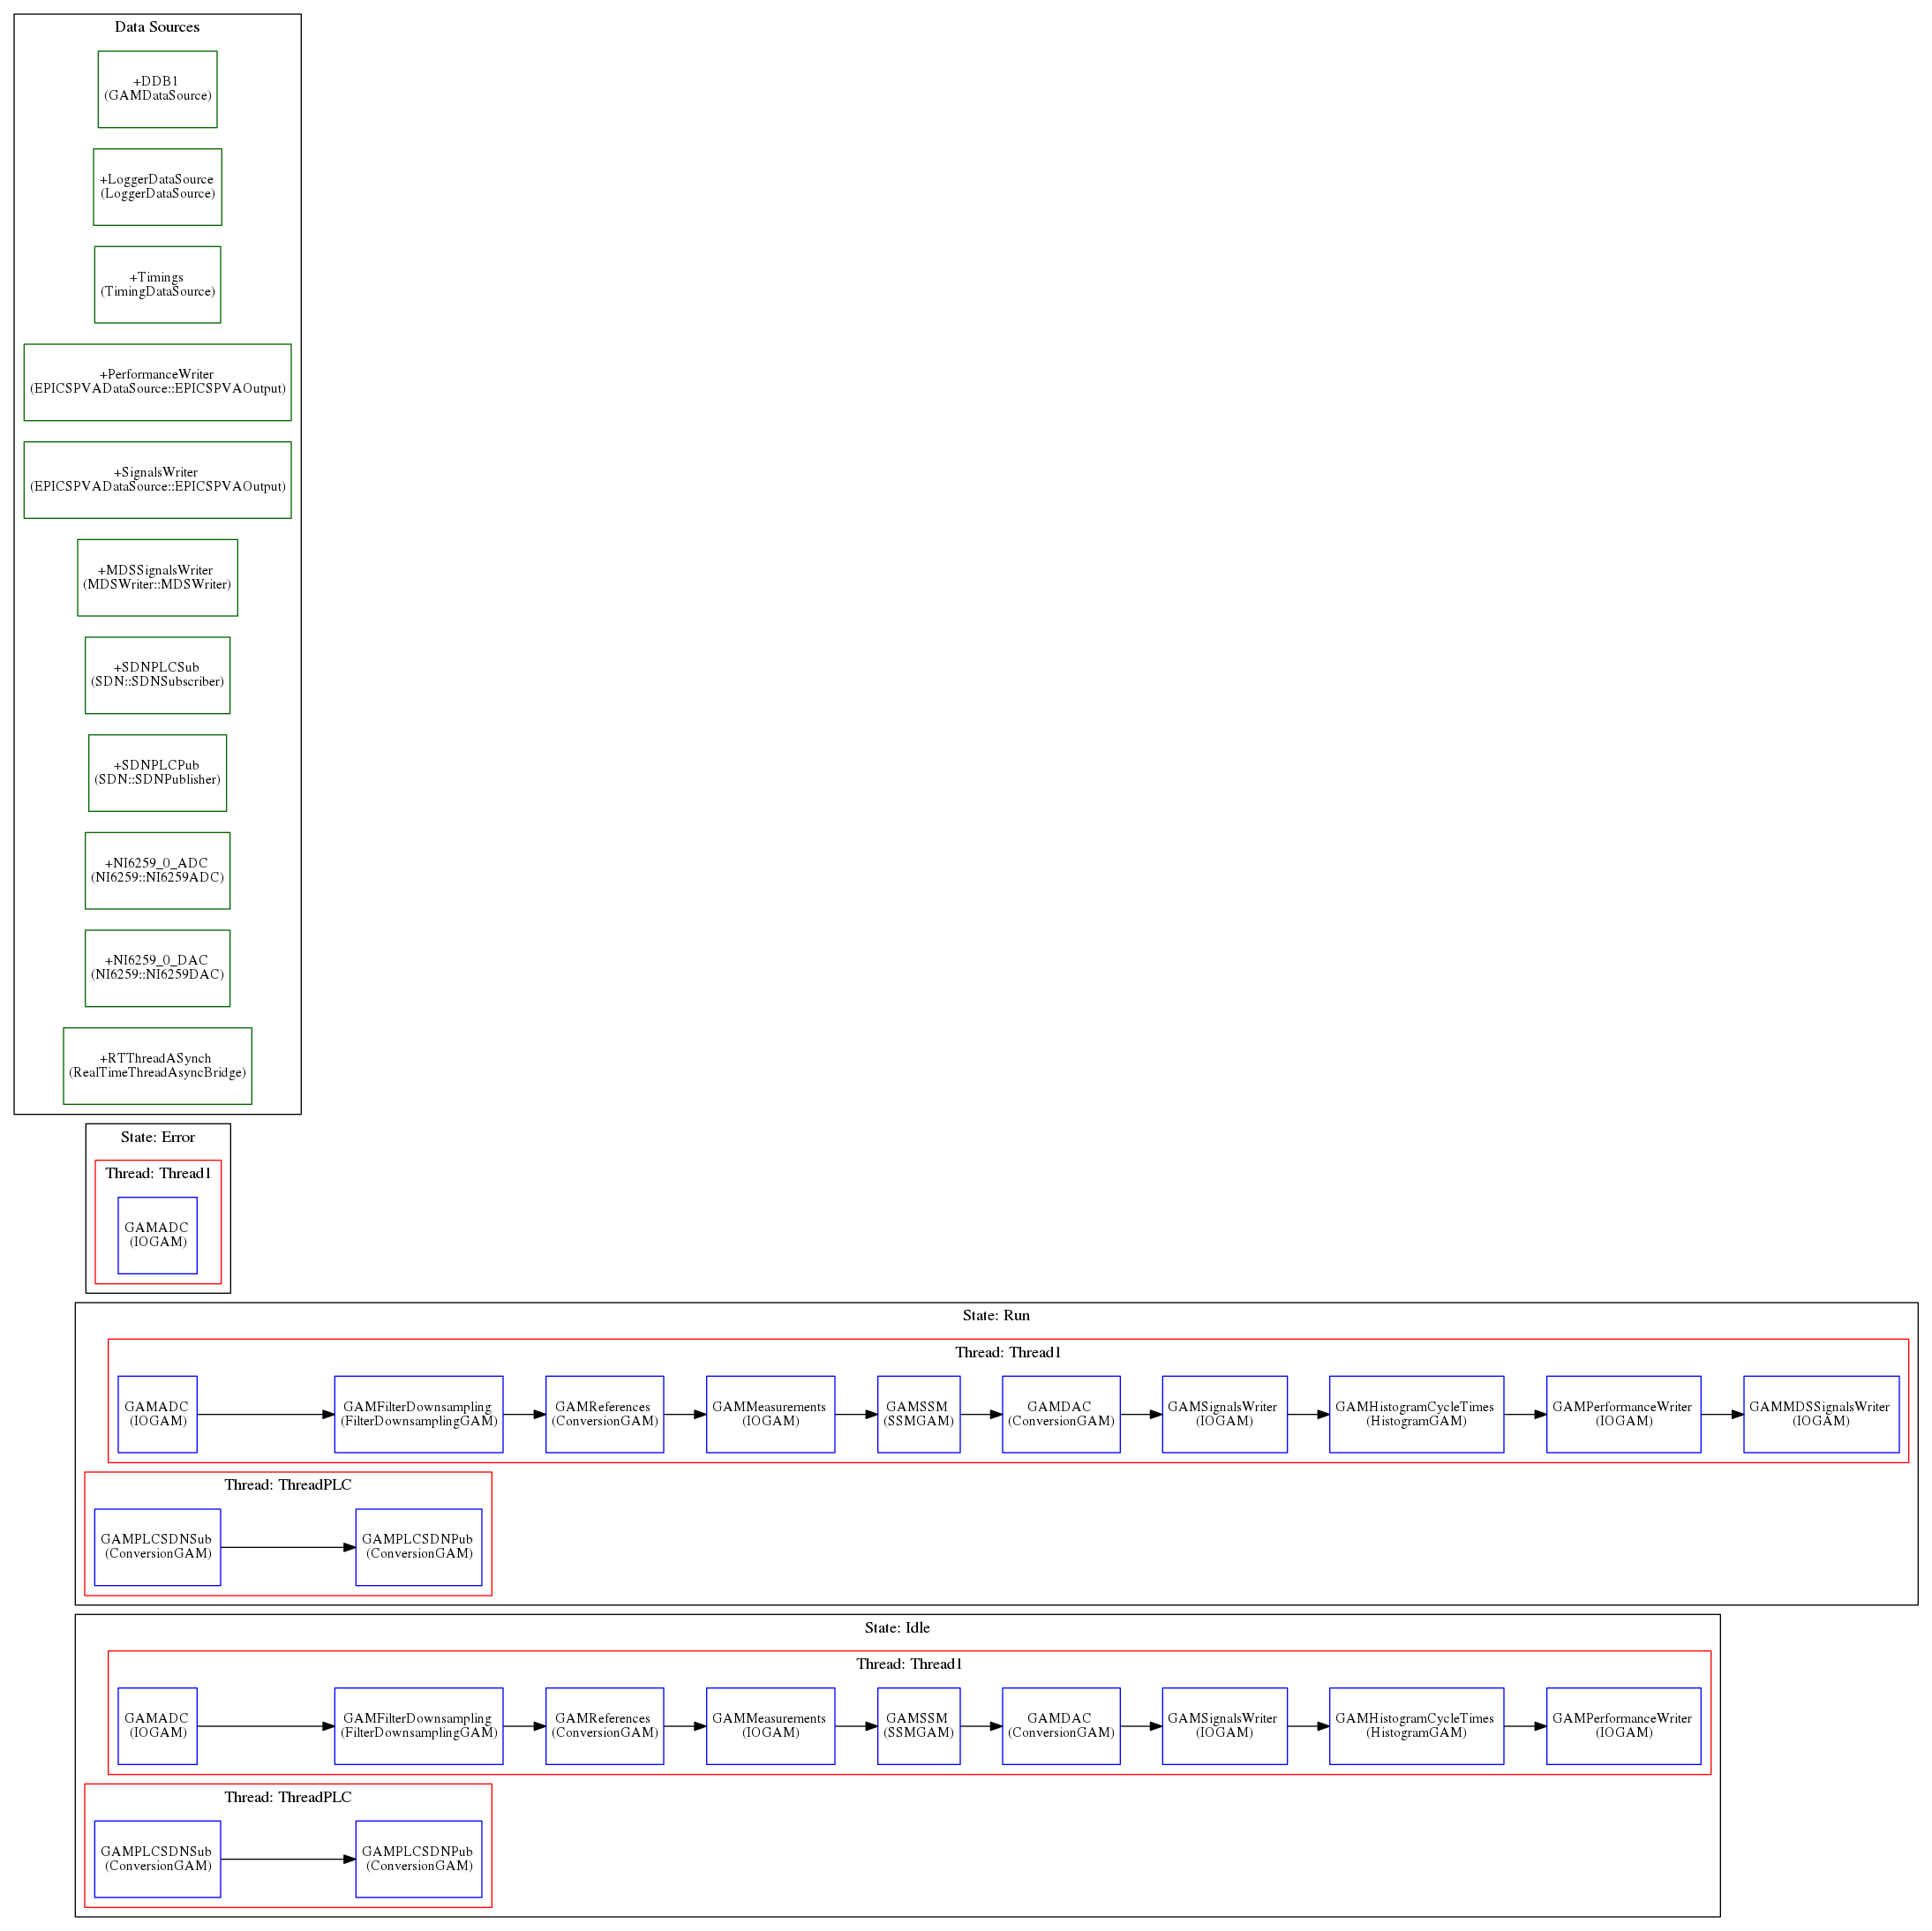 Data Sources
+DDB1
(GAMDataSource)
+LoggerDataSource
(LoggerDataSource)
+Timings
(TimingDataSource)
+PerformanceWriter
(EPICSPVADataSource::EPICSPVAOutput)
+SignalsWriter
(EPICSPVADataSource::EPICSPVAOutput)
+MDSSignalsWriter
(MDSWriter::MDSWriter)
+SDNPLCSub
(SDN::SDNSubscriber)
+SDNPLCPub
(SDN::SDNPublisher)
+NI6259_0_ADC
(NI6259::NI6259ADC)
+NI6259_0_DAC
(NI6259::NI6259DAC)
+RTThreadASynch
(RealTimeThreadAsyncBridge)
State: Error
Thread: Thread1
GAMADC
(IOGAM)
State: Run
Thread: Thread1
GAMADC
(IOGAM)
GAMFilterDownsampling
(FilterDownsamplingGAM)
GAMReferences
(ConversionGAM)
GAMMeasurements
(IOGAM)
GAMSSM
(SSMGAM)
GAMDAC
(ConversionGAM)
GAMSignalsWriter
(IOGAM)
GAMHistogramCycleTimes
(HistogramGAM)
GAMPerformanceWriter
(IOGAM)
GAMMDSSignalsWriter
(IOGAM)
Thread: ThreadPLC
GAMPLCSDNSub
(ConversionGAM)
GAMPLCSDNPub
(ConversionGAM)
State: Idle
Thread: Thread1
GAMADC
(IOGAM)
GAMFilterDownsampling
(FilterDownsamplingGAM)
GAMReferences
(ConversionGAM)
GAMMeasurements
(IOGAM)
GAMSSM
(SSMGAM)
GAMDAC
(ConversionGAM)
GAMSignalsWriter
(IOGAM)
GAMHistogramCycleTimes
(HistogramGAM)
GAMPerformanceWriter
(IOGAM)
Thread: ThreadPLC
GAMPLCSDNSub
(ConversionGAM)
GAMPLCSDNPub
(ConversionGAM)